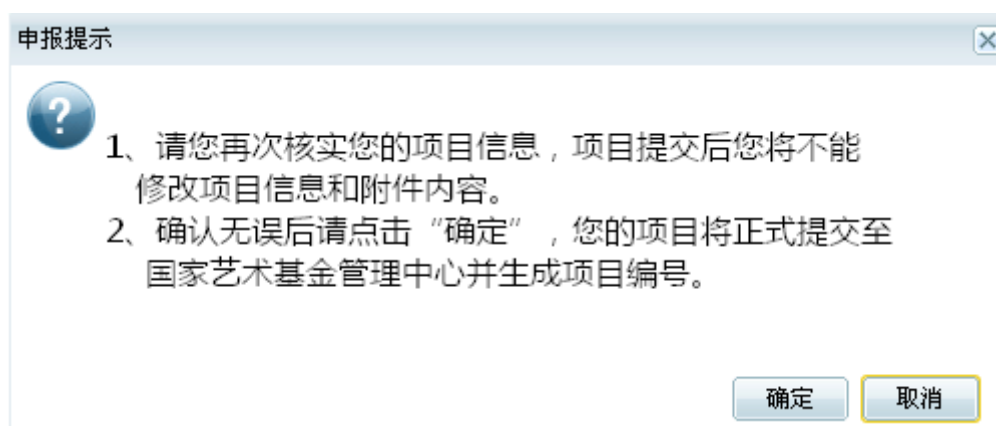 申报提示
1、请您再次核实您的项目信息，项目提交后您将不能
修改项目信息和附件内容。
2、确认无误后请点击“确定”，您的项目将正式提交至
国家艺术基金管理中心并生成项目编号。
确定 取消